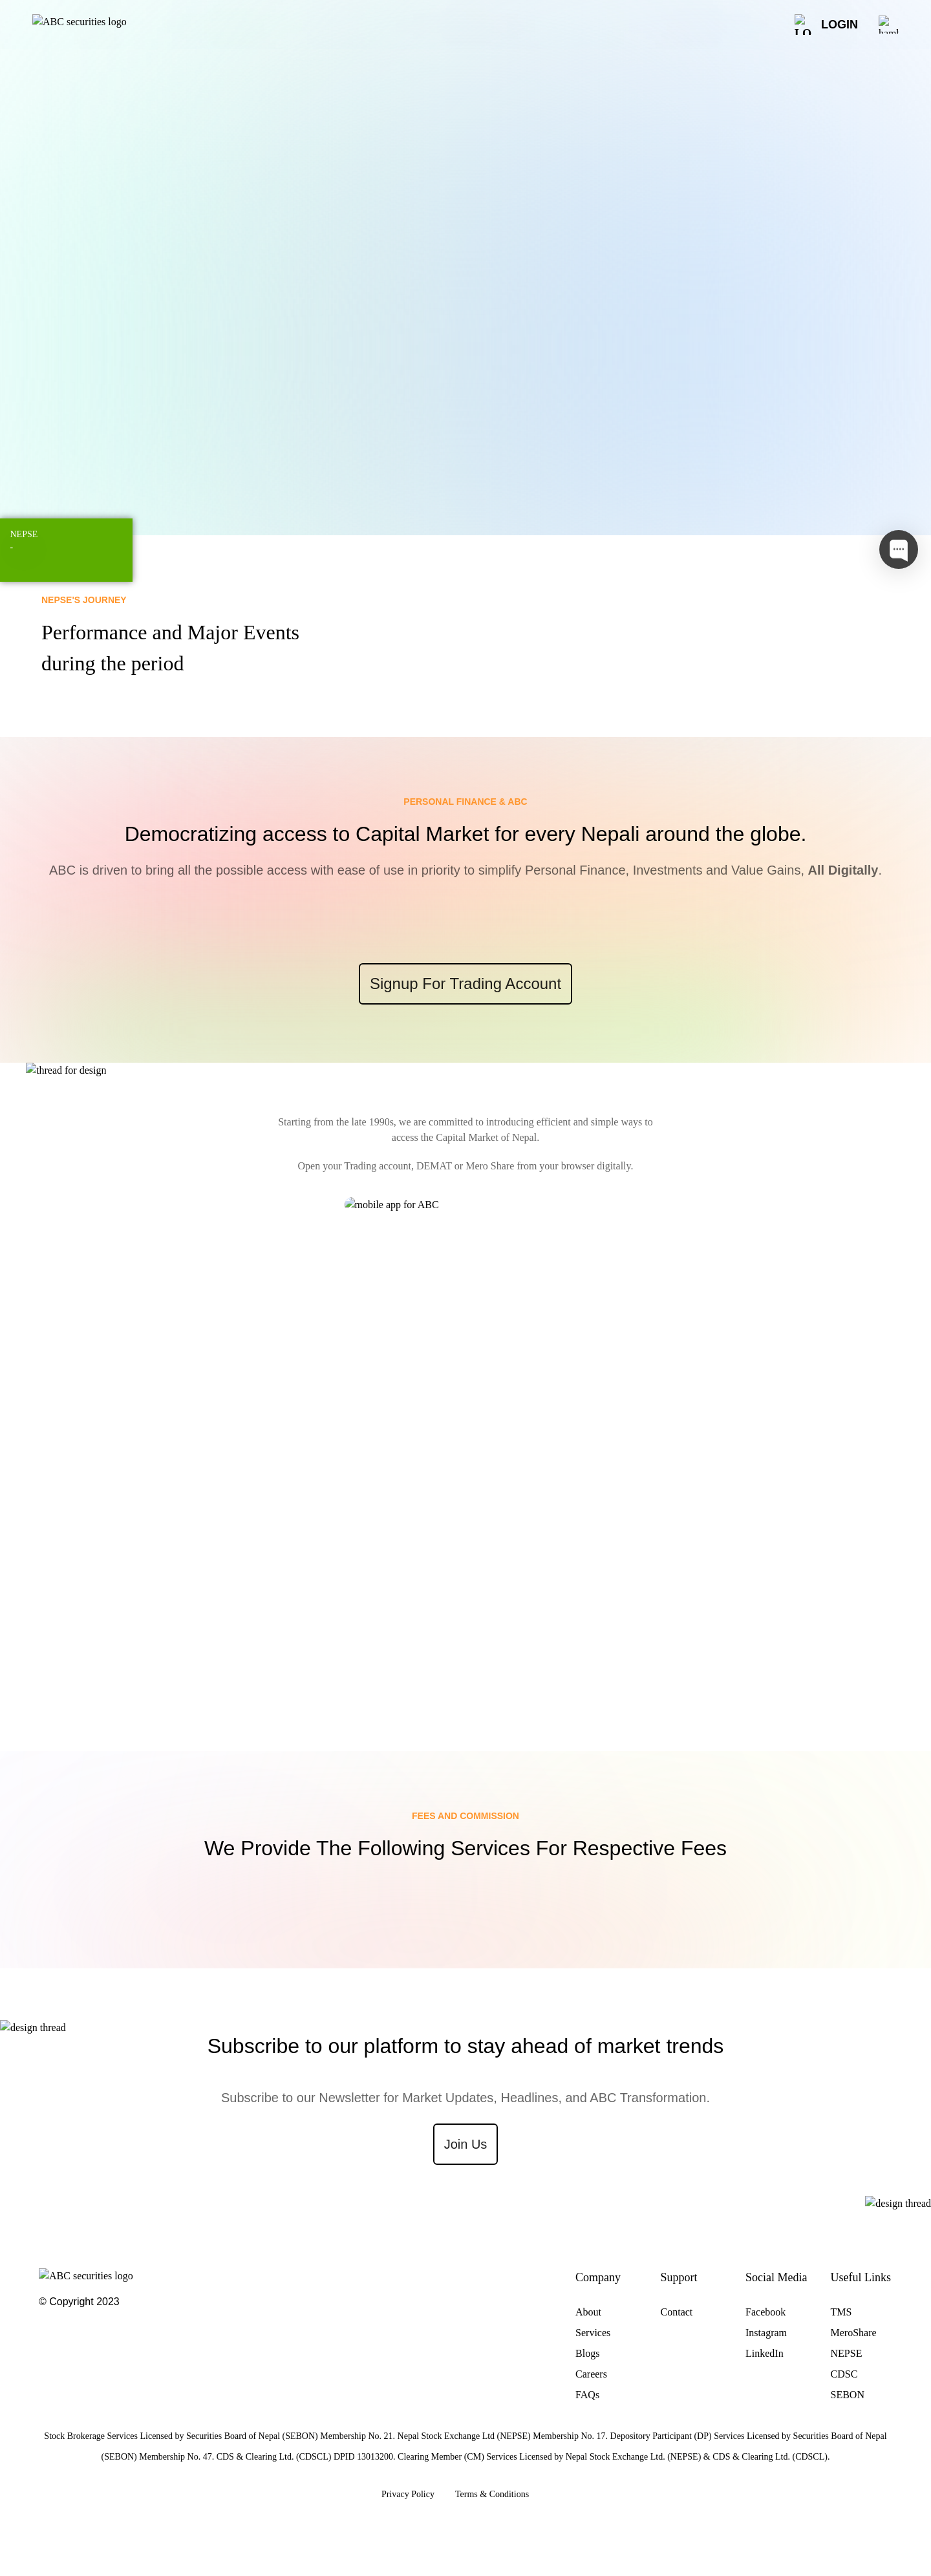 ABC securities logo
LO
LOGIN
NEPSE
-
NEPSE'S JOURNEY
Performance and Major Events
during the period
PERSONAL FINANCE & ABC
Democratizing access to Capital Market for every Nepali around the globe.
ABC is driven to bring all the possible access with ease of use in priority to simplify Personal Finance, Investments and Value Gains, All Digitally.
Signup For Trading Account
thread for design
Starting from the late 1990s, we are committed to introducing efficient and simple ways to
access the Capital Market of Nepal.
Open your Trading account, DEMAT or Mero Share from your browser digitally.
mobile app for ABC
FEES AND COMMISSION
We Provide The Following Services For Respective Fees
design thread
Subscribe to our platform to stay ahead of market trends
Subscribe to our Newsletter for Market Updates, Headlines, and ABC Transformation.
Join Us
design thread
ABC securities logo
© Copyright 2023
Company
About
Services
Blogs
Careers
FAQs
Support
Contact
Social Media
Facebook
Instagram
LinkedIn
Useful Links
TMS
MeroShare
NEPSE
CDSC
SEBON
Stock Brokerage Services Licensed by Securities Board of Nepal (SEBON) Membership No. 21. Nepal Stock Exchange Ltd (NEPSE) Membership No. 17. Depository Participant (DP) Services Licensed by Securities Board of Nepal
(SEBON) Membership No. 47. CDS & Clearing Ltd. (CDSCL) DPID 13013200. Clearing Member (CM) Services Licensed by Nepal Stock Exchange Ltd. (NEPSE) & CDS & Clearing Ltd. (CDSCL).
Privacy Policy Terms & Conditions